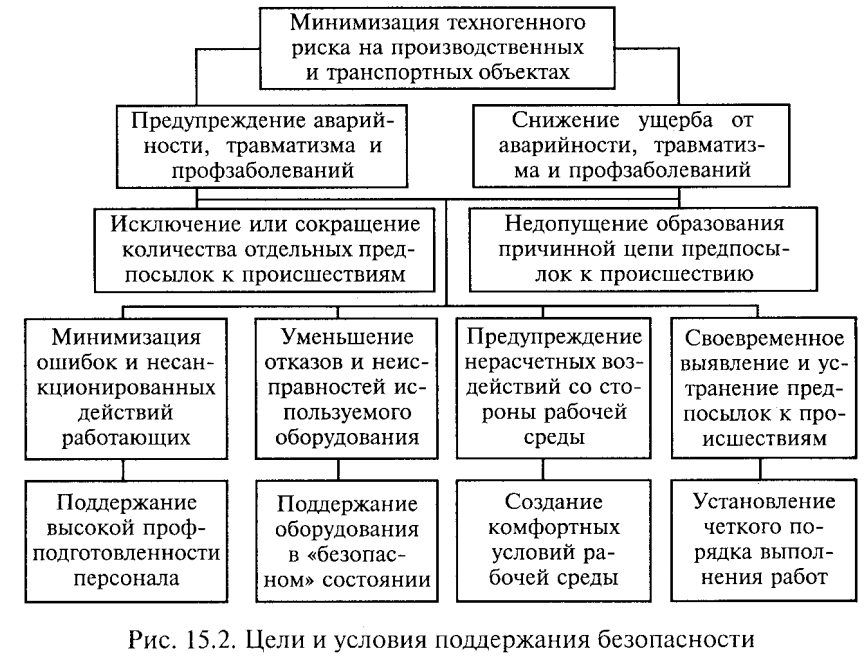 Минимизация техногенного
риска на производственных
и транспортных объектах
Предупреждение аварий-
ности, травматизма и
профзаболеваний
Снижение ущерба от
аварийности, травматиз-
ма и профзаболеваний
Исключение или сокращение
количества отдельных пред-
посылок к происшествиям
Недопущение образования
причинной цепи предпосы-
лок к происшествию
Минимизация
ошибок и несан-
кционированных
действий
работающих
Уменьшение
отказов и неис-
правностей ис-
пользуемого
оборудования
Предупреждение
нерасчетных воз-
действий со сто-
роны рабочей
среды
Своевременное
выявление и ус-
транение пред-
посылок к про-
исшествиям
Поддержание
высокой проф-
подготовленности
персонала
Поддержание
оборудования
в «безопас-
ном» состоянии
Создание
комфортных
условий ра-
бочей среды
Установление
четкого по-
рядка выпол-
нения работ
Рис. 15.2. Цели и условия поддержания безопасности